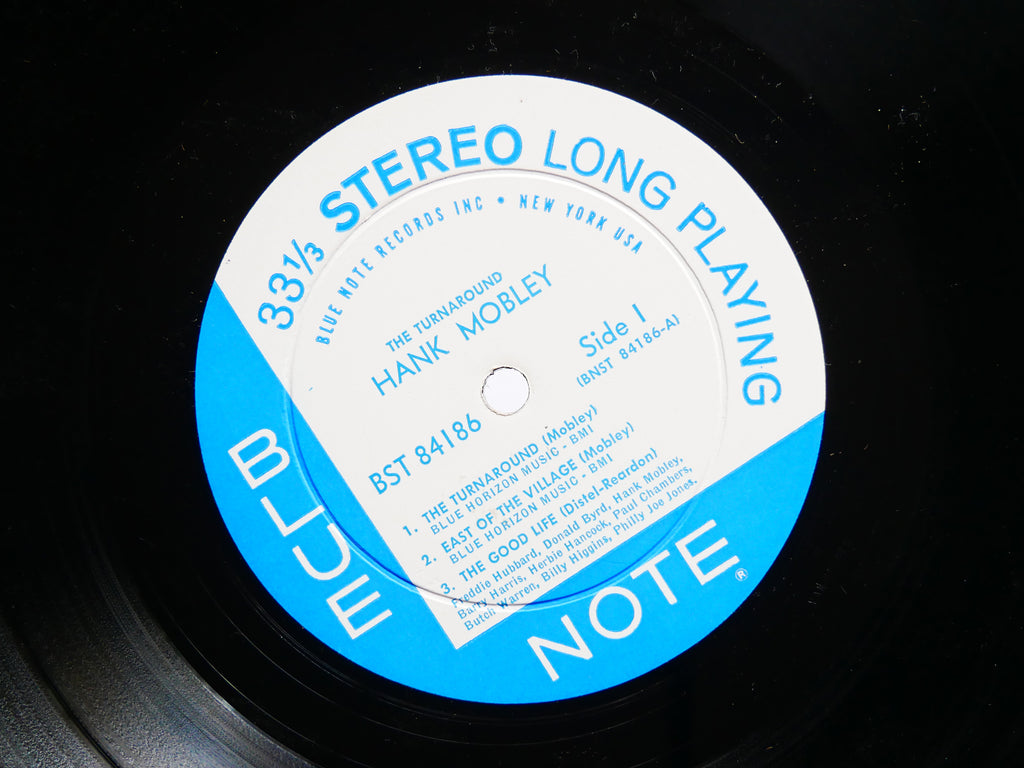 33⅓ STEREO LONG PLAYING
BLUE NOTE RECORDS INC • NEW YORK USA
THE TURNAROUND
HANK MOBLEY
Side 1
(BNST 84186-A)
BST 84186
1. THE TURNAROUND (Mobley)
BLUE HORIZON MUSIC - BMI
2. EAST OF THE VILLAGE (Mobley)
BLUE HORIZON MUSIC - BMI
3. THE GOOD LIFE (Distel-Reardon)
Freddie Hubbard, Donald Byrd, Hank Mobley,
Barry Harris, Herbie Hancock, Paul Chambers,
Butch Warren, Billy Higgins, Philly Joe Jones.
BLUE NOTE®